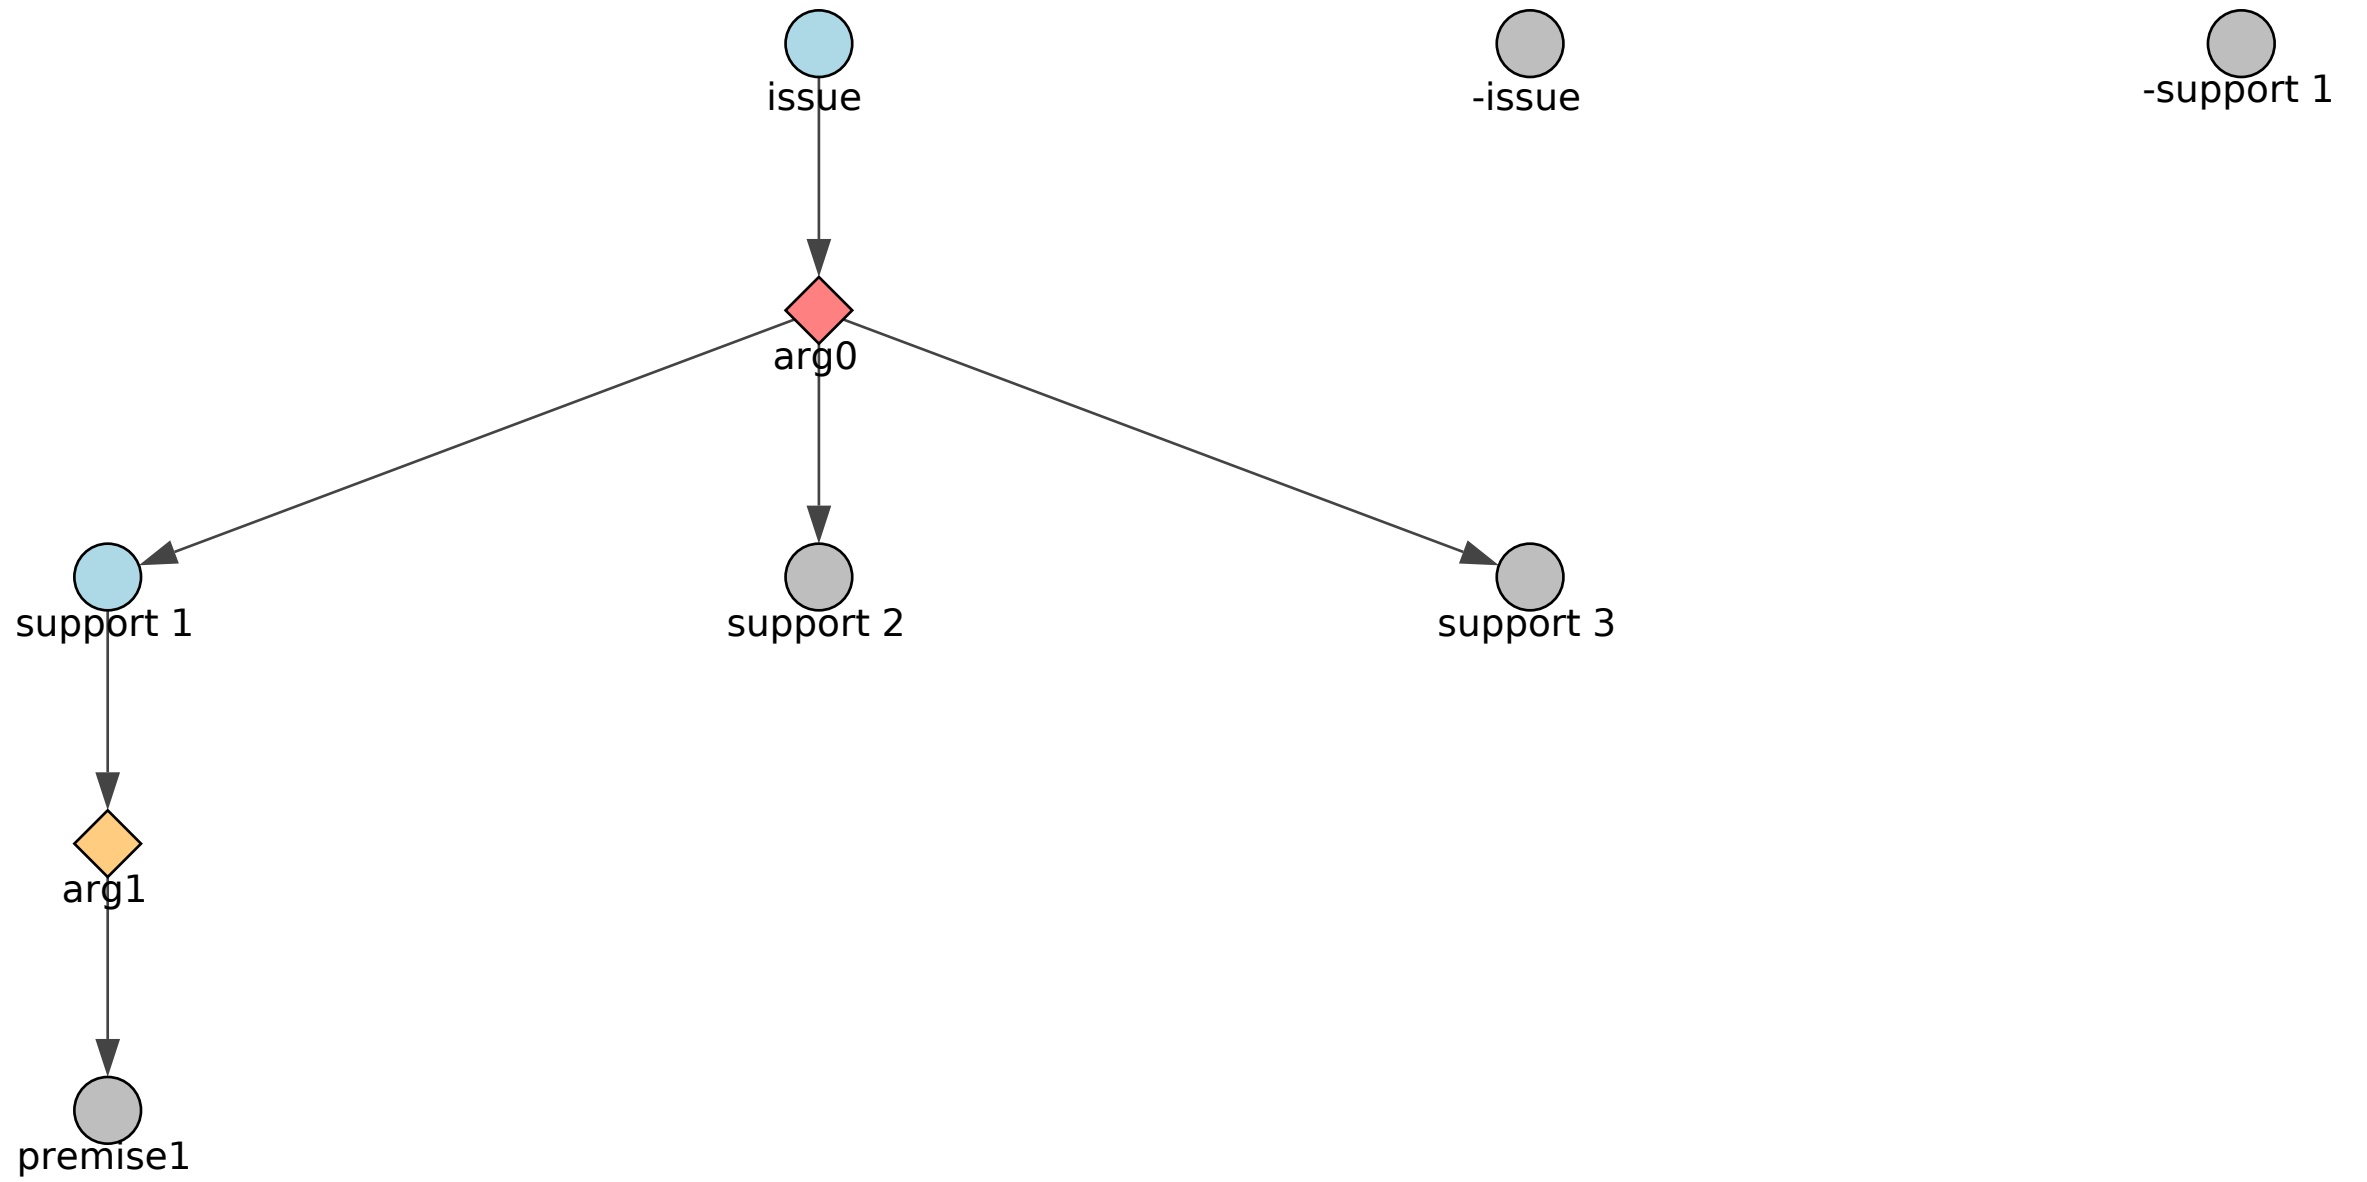 issue
-issue
-support 1
arg0
support 1
support 2
support 3
arg1
premise1